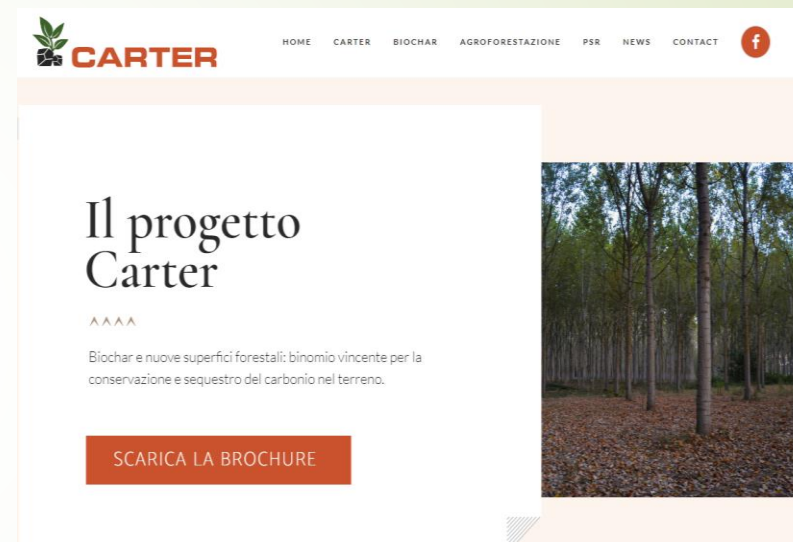 CARTER
HOME CARTER BIOCHAR AGROFORESTAZIONE PSR NEWS CONTACT
Il progetto
Carter
Biochar e nuove superfici forestali: binomio vincente per la
conservazione e sequestro del carbonio nel terreno.
SCARICA LA BROCHURE